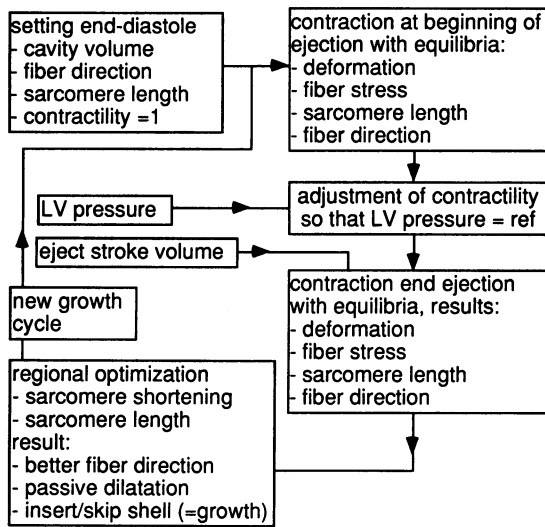 setting end-diastole
- cavity volume
- fiber direction
- sarcomere length
- contractility =1
contraction at beginning of
ejection with equilibria:
- deformation
- fiber stress
- sarcomere length
- fiber direction
LV pressure
adjustment of contractility
so that LV pressure = ref
eject stroke volume
contraction end ejection
with equilibria, results:
- deformation
- fiber stress
- sarcomere length
- fiber direction
new growth
cycle
regional optimization
- sarcomere shortening
- sarcomere length
result:
- better fiber direction
- passive dilatation
- insert/skip shell (=growth)